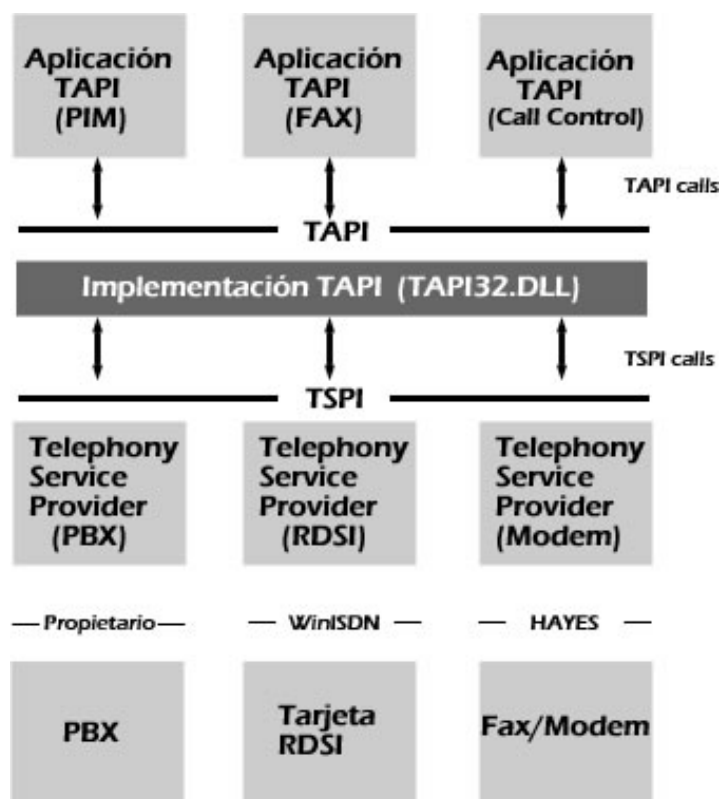 Aplicación
TAPI
(PIM)
Aplicación
TAPI
(FAX)
Aplicación
TAPI
(Call Control)
TAPI calls
TAPI
Implementación TAPI (TAPI32.DLL)
TSPI calls
TSPI
Telephony
Service
Provider
(PBX)
Telephony
Service
Provider
(RDSI)
Telephony
Service
Provider
(Modem)
Propietario
WinISDN
HAYES
PBX
Tarjeta
RDSI
Fax/Modem